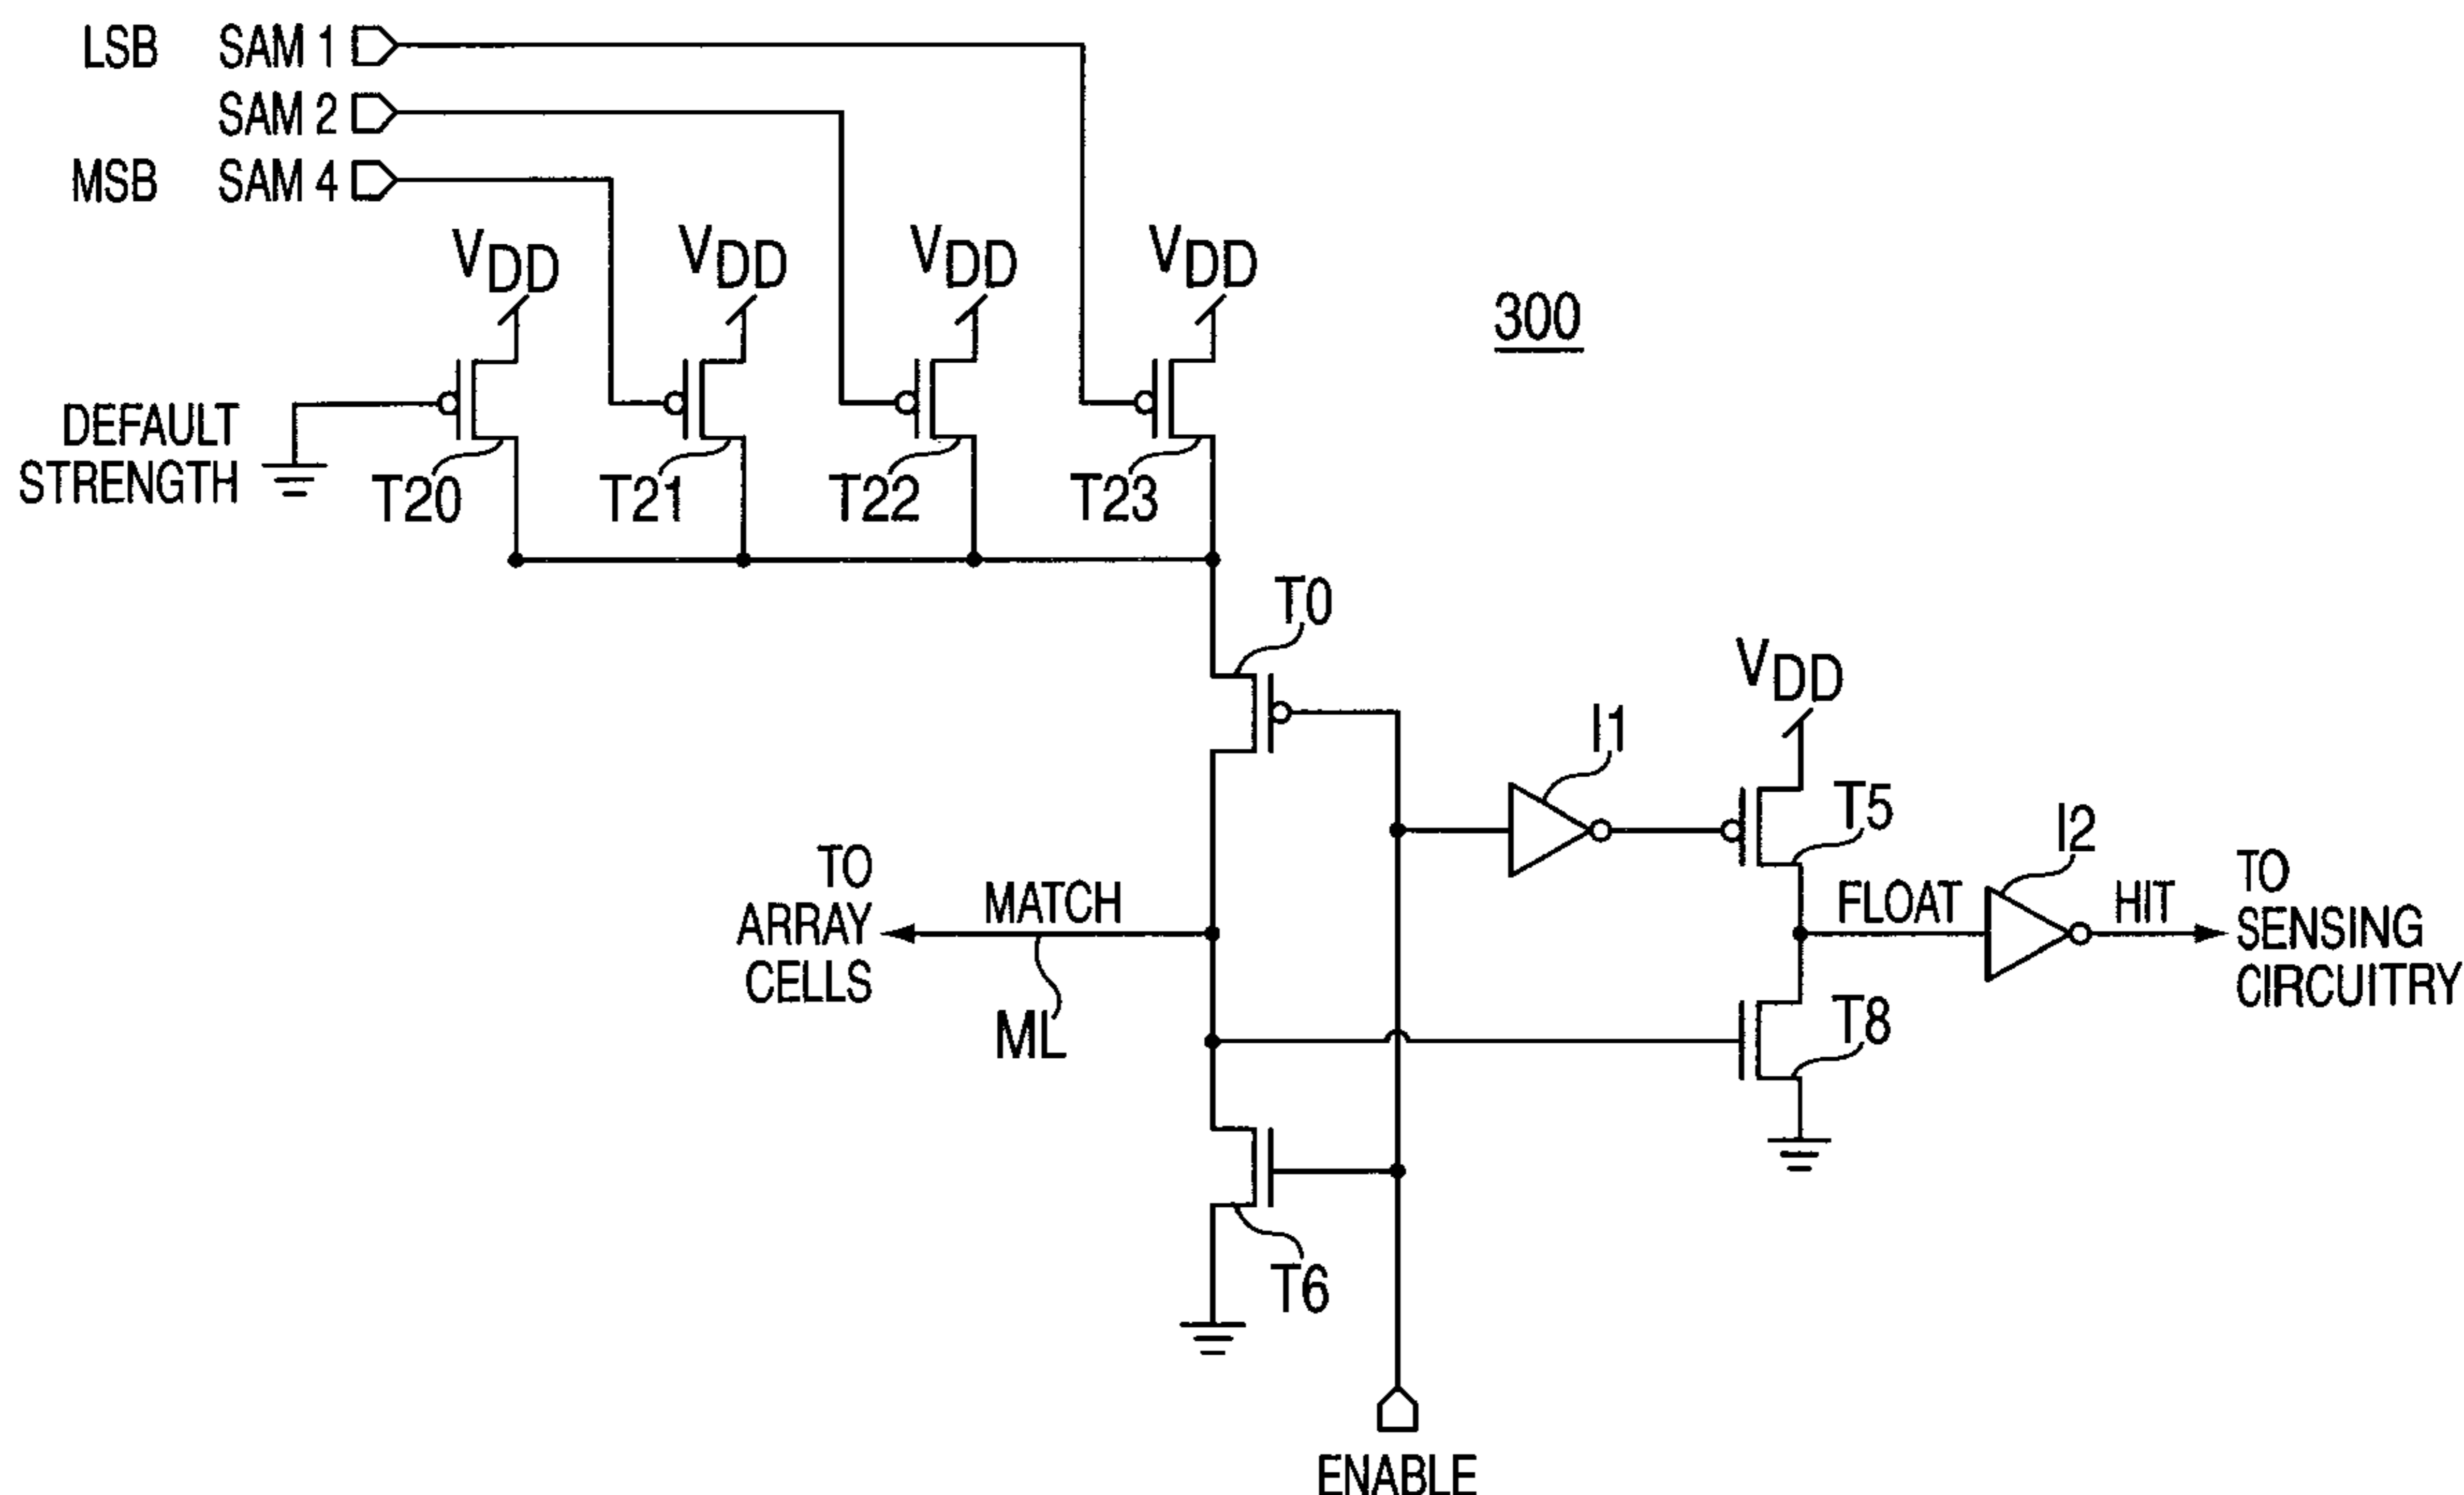 LSB SAM 1
SAM 2
MSB SAM 4
VDD VDD VDD VDD
300
DEFAULT
STRENGTH
T20 T21 T22 T23
T0
VDD
I1
T5
I2
TO
ARRAY
CELLS
MATCH
FLOAT
HIT
TO
SENSING
CIRCUITRY
ML
T8
T6
ENABLE